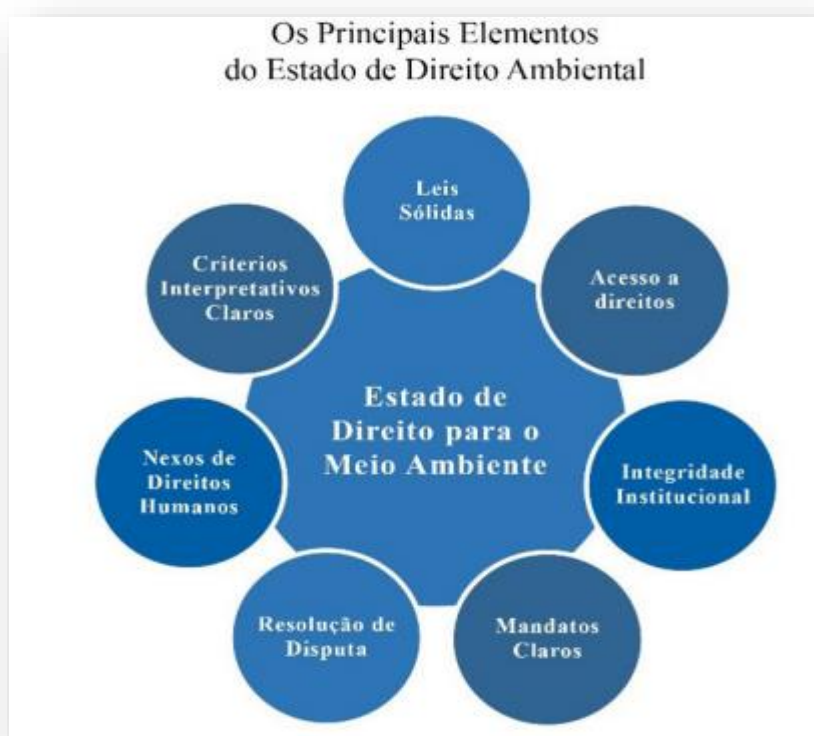 Os Principais Elementos
do Estado de Direito Ambiental
Leis
Sólidas
Criterios
Interpretativos
Claros
Acesso a
direitos
Estado de
Direito para o
Meio Ambiente
Nexos de
Direitos
Humanos
Integridade
Institucional
Resolução de
Disputa
Mandatos
Claros